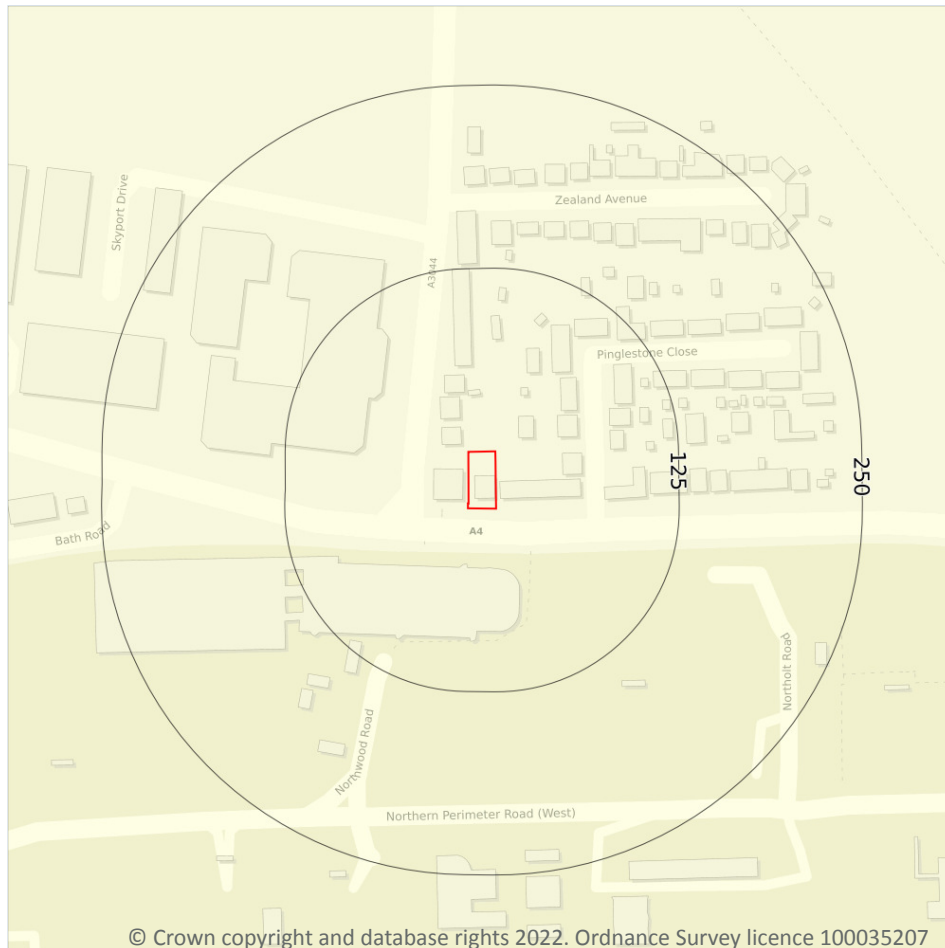 Skyport Drive
Zealand Avenue
A3044
Pinglestone Close
125
250
A4
Bath Road
Northwood Road
Northolt Road
Northern Perimeter Road (West)
© Crown copyright and database rights 2022. Ordnance Survey licence 100035207